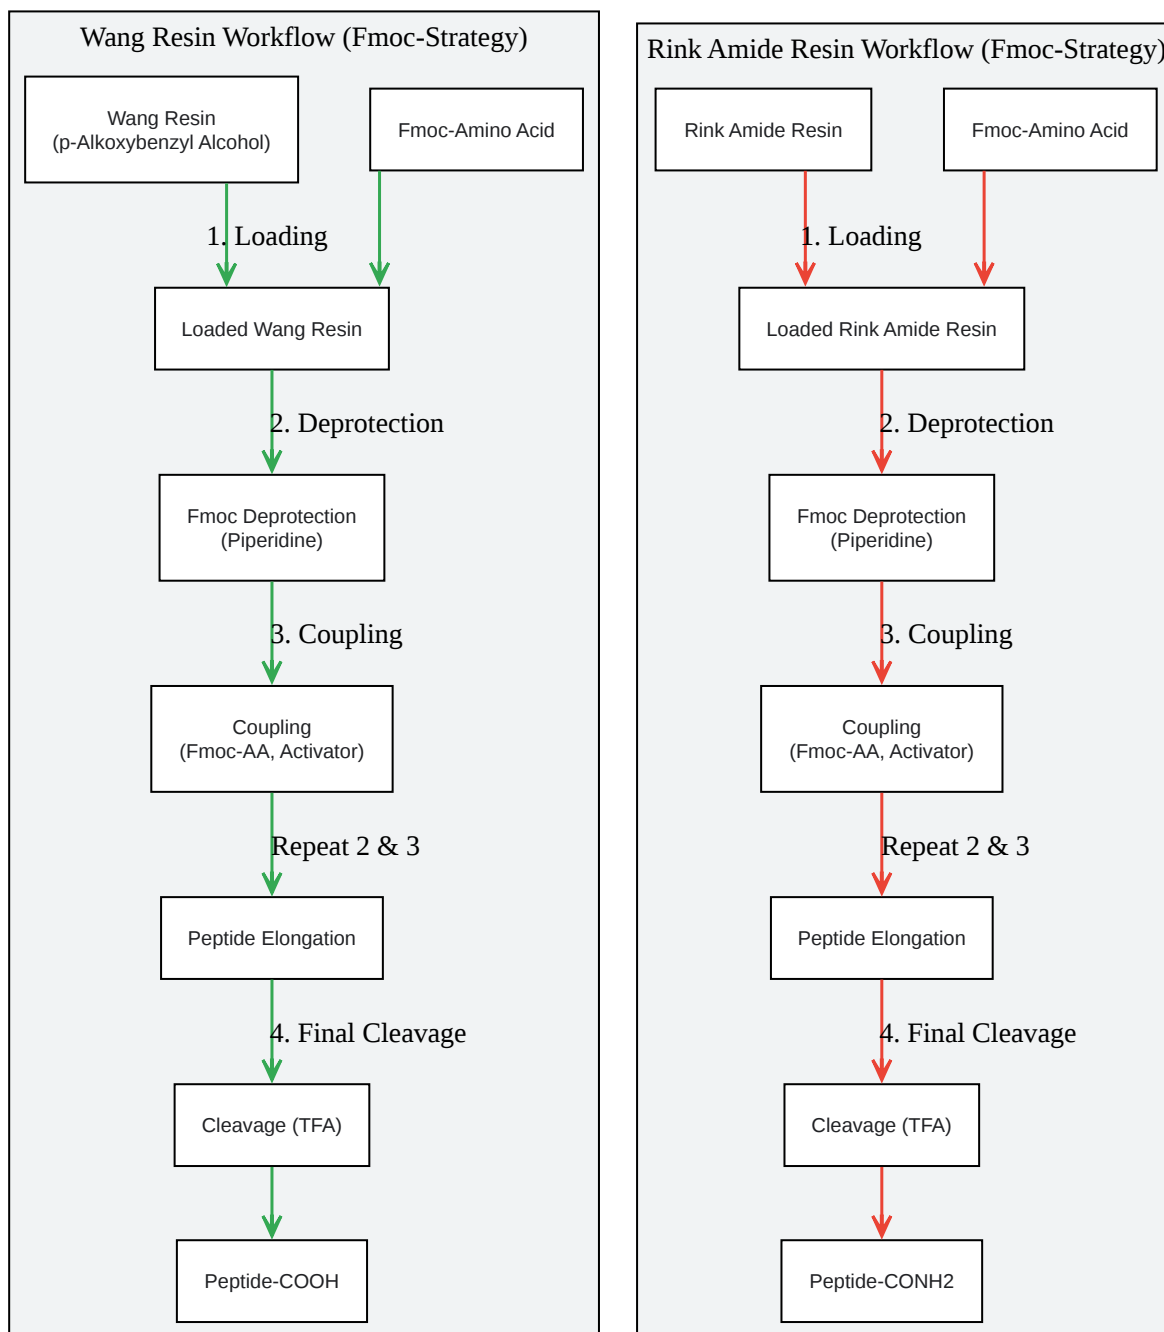 Wang Resin Workflow (Fmoc-Strategy)
Wang Resin
(p-Alkoxybenzyl Alcohol)
Fmoc-Amino Acid
1. Loading
Loaded Wang Resin
2. Deprotection
Fmoc Deprotection
(Piperidine)
3. Coupling
Coupling
(Fmoc-AA, Activator)
Repeat 2 & 3
Peptide Elongation
4. Final Cleavage
Cleavage (TFA)
Peptide-COOH
Rink Amide Resin Workflow (Fmoc-Strategy)
Rink Amide Resin
Fmoc-Amino Acid
1. Loading
Loaded Rink Amide Resin
2. Deprotection
Fmoc Deprotection
(Piperidine)
3. Coupling
Coupling
(Fmoc-AA, Activator)
Repeat 2 & 3
Peptide Elongation
4. Final Cleavage
Cleavage (TFA)
Peptide-CONH2